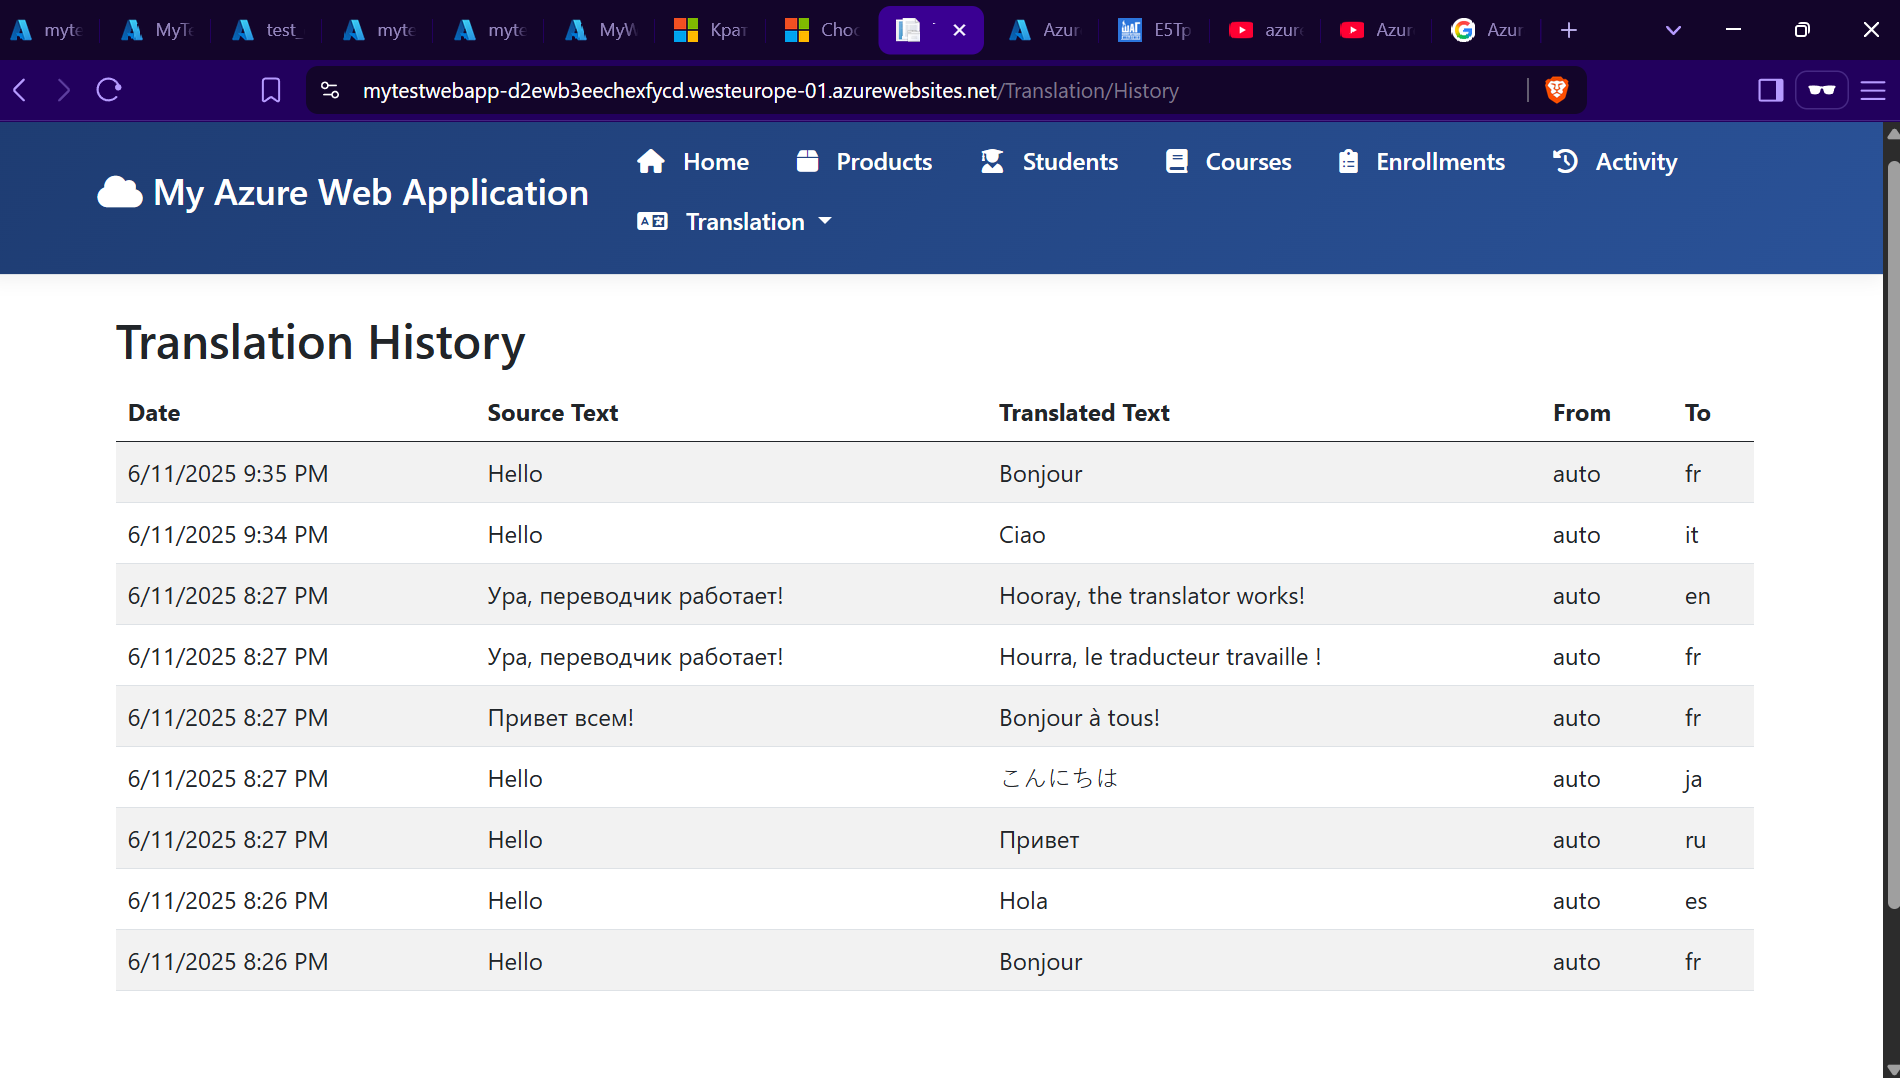 myte MyTe test_ myte myte MyW Крат Choo Azur Е5Тр azure Azur Azur
mytestwebapp-d2ewb3eechexfycd.westeurope-01.azurewebsites.net/Translation/History
My Azure Web Application
Home Products Students Courses Enrollments Activity
Translation
Translation History
Date Source Text Translated Text From To
6/11/2025 9:35 PM Hello Bonjour auto fr
6/11/2025 9:34 PM Hello Ciao auto it
6/11/2025 8:27 PM Ура, переводчик работает! Hooray, the translator works! auto en
6/11/2025 8:27 PM Ура, переводчик работает! Hourra, le traducteur travaille ! auto fr
6/11/2025 8:27 PM Привет всем! Bonjour à tous! auto fr
6/11/2025 8:27 PM Hello こんにちは auto ja
6/11/2025 8:27 PM Hello Привет auto ru
6/11/2025 8:26 PM Hello Hola auto es
6/11/2025 8:26 PM Hello Bonjour auto fr